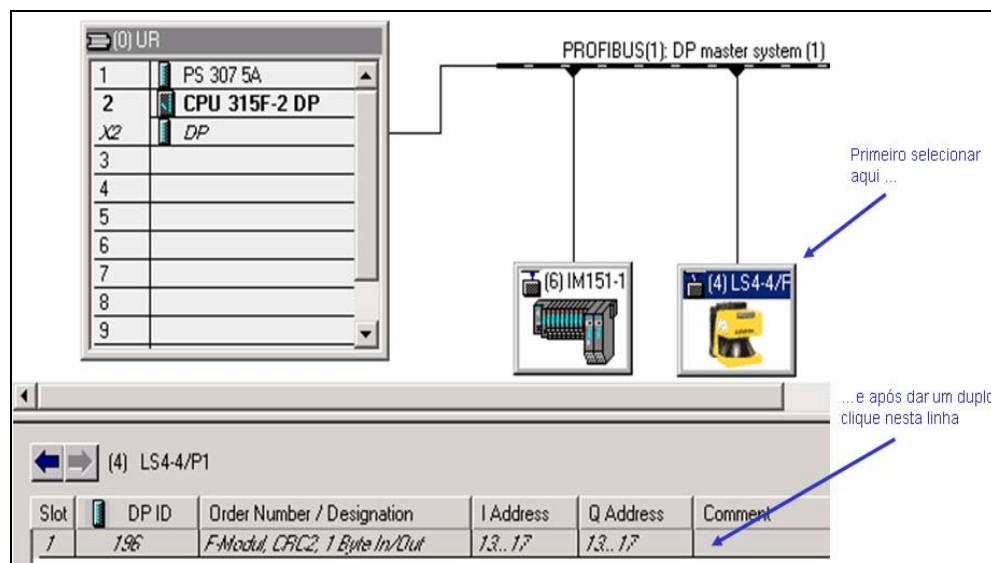 (0) UR
1 PS 307 5A
2 CPU 315F-2 DP
X2 DP
3
4
5
6
7
8
9
PROFIBUS(1): DP master system (1)
Primeiro selecionar
aqui ...
(6) IM151-1
(4) LS4-4/P
...e após dar um duplo
clique nesta linha
(4) LS4-4/P1
Slot DP ID Order Number / Designation I Address Q Address Comment
1 196 F-Modul, CRC2, 1 Byte In/Out 13...17 13...17